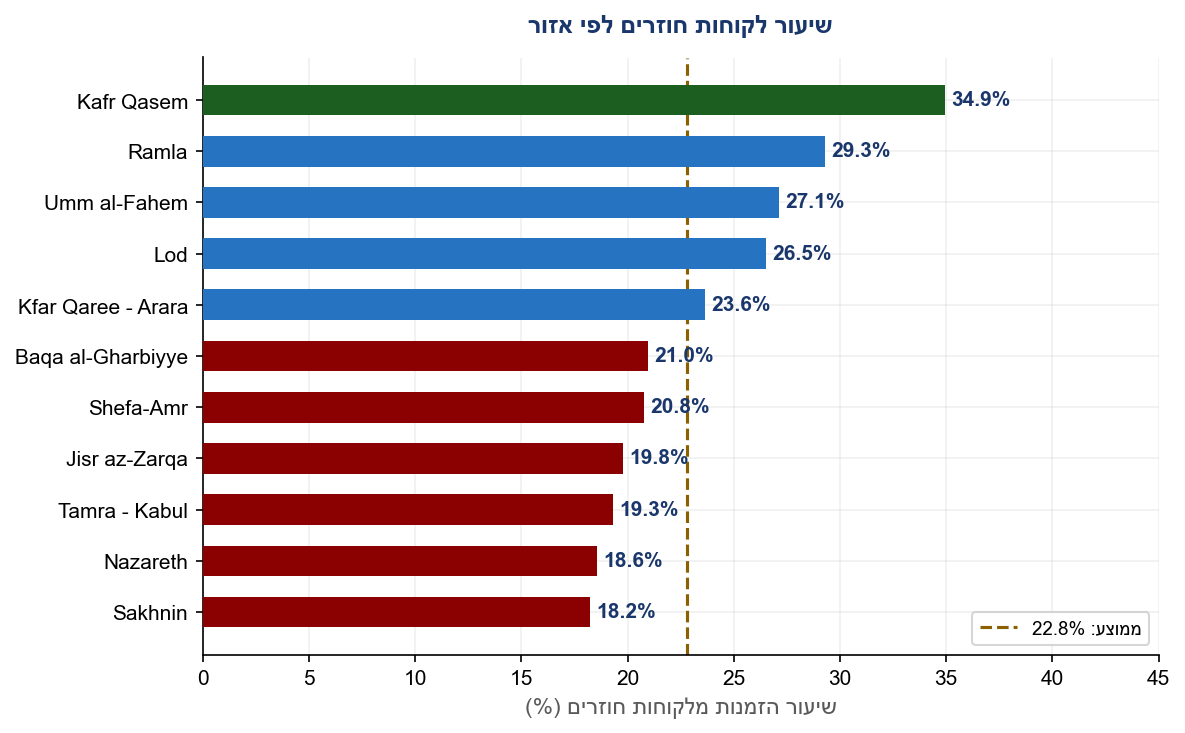 שיעור לקוחות חוזרים לפי אזור
Kafr Qasem 34.9%
Ramla 29.3%
Umm al-Fahem 27.1%
Lod 26.5%
Kfar Qaree - Arara 23.6%
Baqa al-Gharbiyye 21.0%
Shefa-Amr 20.8%
Jisr az-Zarqa 19.8%
Tamra - Kabul 19.3%
Nazareth 18.6%
Sakhnin 18.2%
ממוצע: 22.8%
0 5 10 15 20 25 30 35 40 45
שיעור הזמנות מלקוחות חוזרים (%)